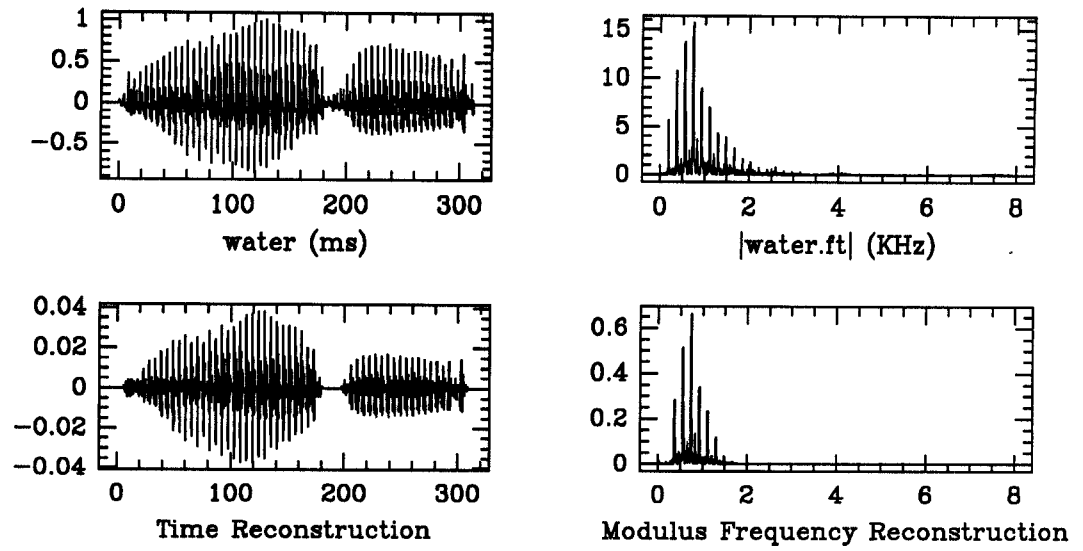 1
0.5
0
−0.5
0 100 200 300
water (ms)
15
10
5
0
0 2 4 6 8
|water.ft| (KHz)
0.04
0.02
0
−0.02
−0.04
0 100 200 300
Time Reconstruction
0.6
0.4
0.2
0
0 2 4 6 8
Modulus Frequency Reconstruction